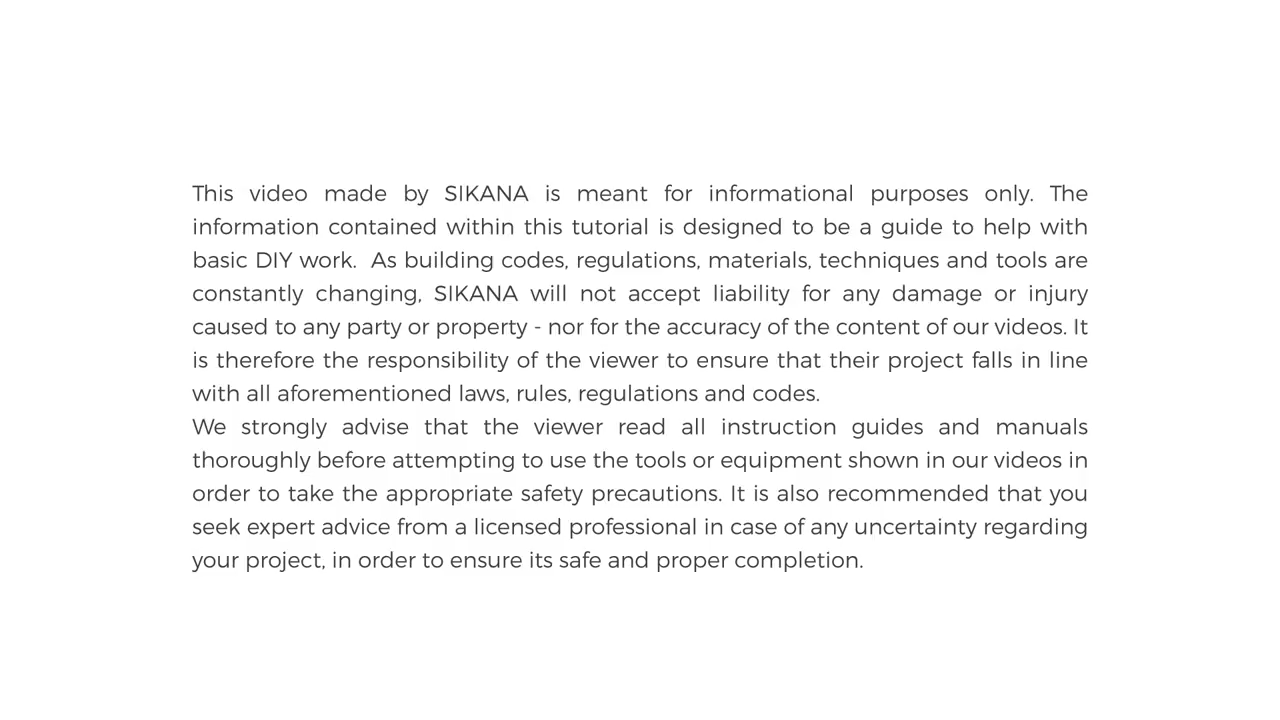 This video made by SIKANA is meant for informational purposes only. The
information contained within this tutorial is designed to be a guide to help with
basic DIY work.  As building codes, regulations, materials, techniques and tools are
constantly changing, SIKANA will not accept liability for any damage or injury
caused to any party or property - nor for the accuracy of the content of our videos. It
is therefore the responsibility of the viewer to ensure that their project falls in line
with all aforementioned laws, rules, regulations and codes.
We strongly advise that the viewer read all instruction guides and manuals
thoroughly before attempting to use the tools or equipment shown in our videos in
order to take the appropriate safety precautions. It is also recommended that you
seek expert advice from a licensed professional in case of any uncertainty regarding
your project, in order to ensure its safe and proper completion.